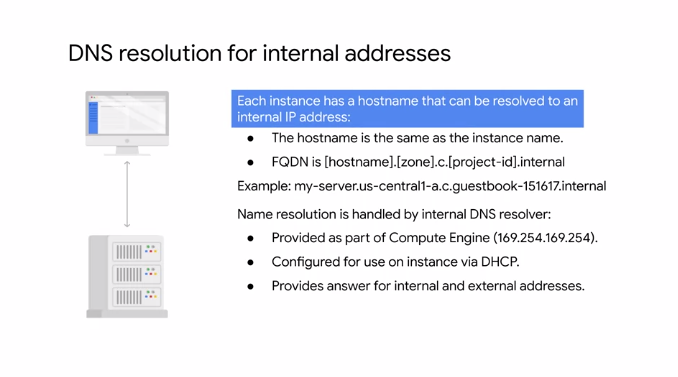 DNS resolution for internal addresses
Each instance has a hostname that can be resolved to an
internal IP address:
● The hostname is the same as the instance name.
● FQDN is [hostname].[zone].c.[project-id].internal
Example: my-server.us-central1-a.c.guestbook-151617.internal
Name resolution is handled by internal DNS resolver:
● Provided as part of Compute Engine (169.254.169.254).
● Configured for use on instance via DHCP.
● Provides answer for internal and external addresses.